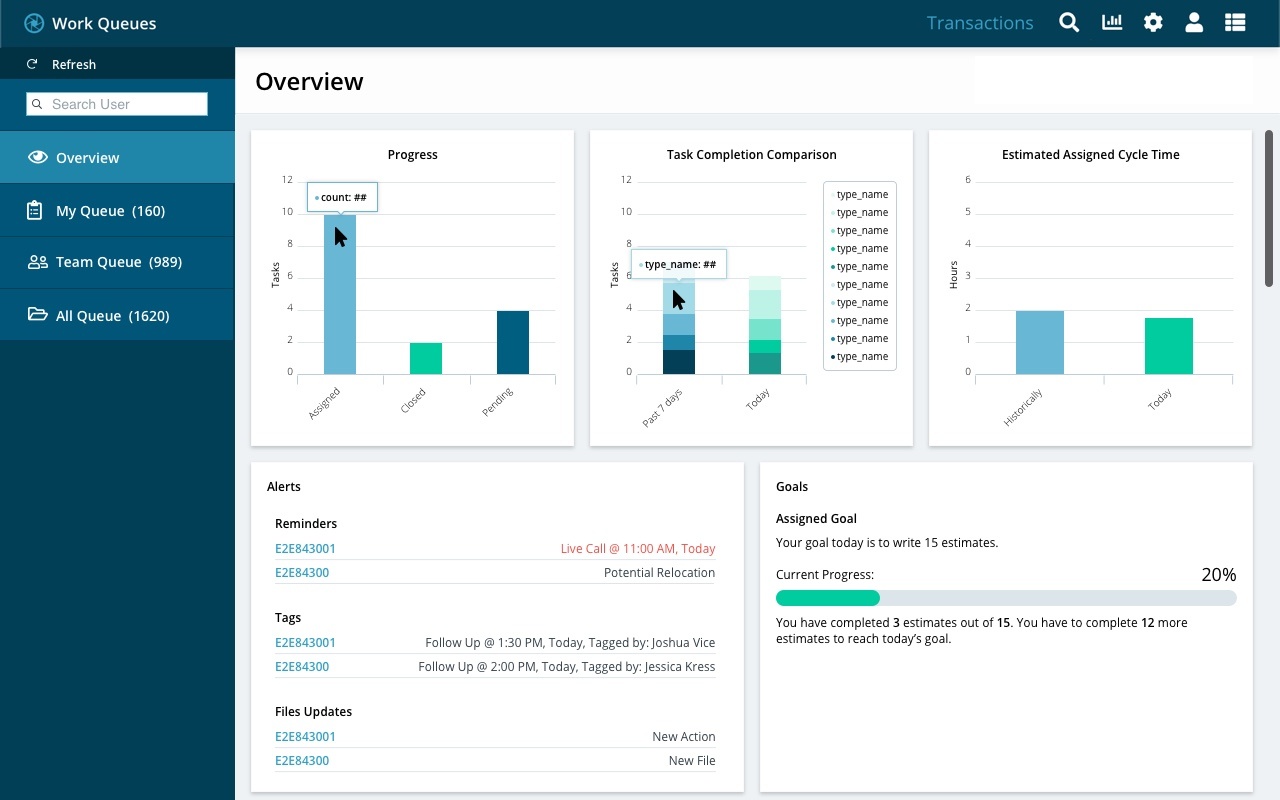 Work Queues
Transactions
Refresh
Search User
Overview
My Queue (160)
Team Queue (989)
All Queue (1620)
Overview
Progress
12
10
8
6
4
2
0
Tasks
count: ##
Assigned
Closed
Pending
Task Completion Comparison
12
10
8
6
4
2
0
Tasks
type_name: ##
Past 7 days
Today
type_name
type_name
type_name
type_name
type_name
type_name
type_name
type_name
type_name
type_name
Estimated Assigned Cycle Time
6
5
4
3
2
1
0
Hours
Historically
Today
Alerts
Reminders
E2E843001 Live Call @ 11:00 AM, Today
E2E84300 Potential Relocation
Tags
E2E843001 Follow Up @ 1:30 PM, Today, Tagged by: Joshua Vice
E2E84300 Follow Up @ 2:00 PM, Today, Tagged by: Jessica Kress
Files Updates
E2E843001 New Action
E2E84300 New File
Goals
Assigned Goal
Your goal today is to write 15 estimates.
Current Progress: 20%
You have completed 3 estimates out of 15. You have to complete 12 more
estimates to reach today’s goal.